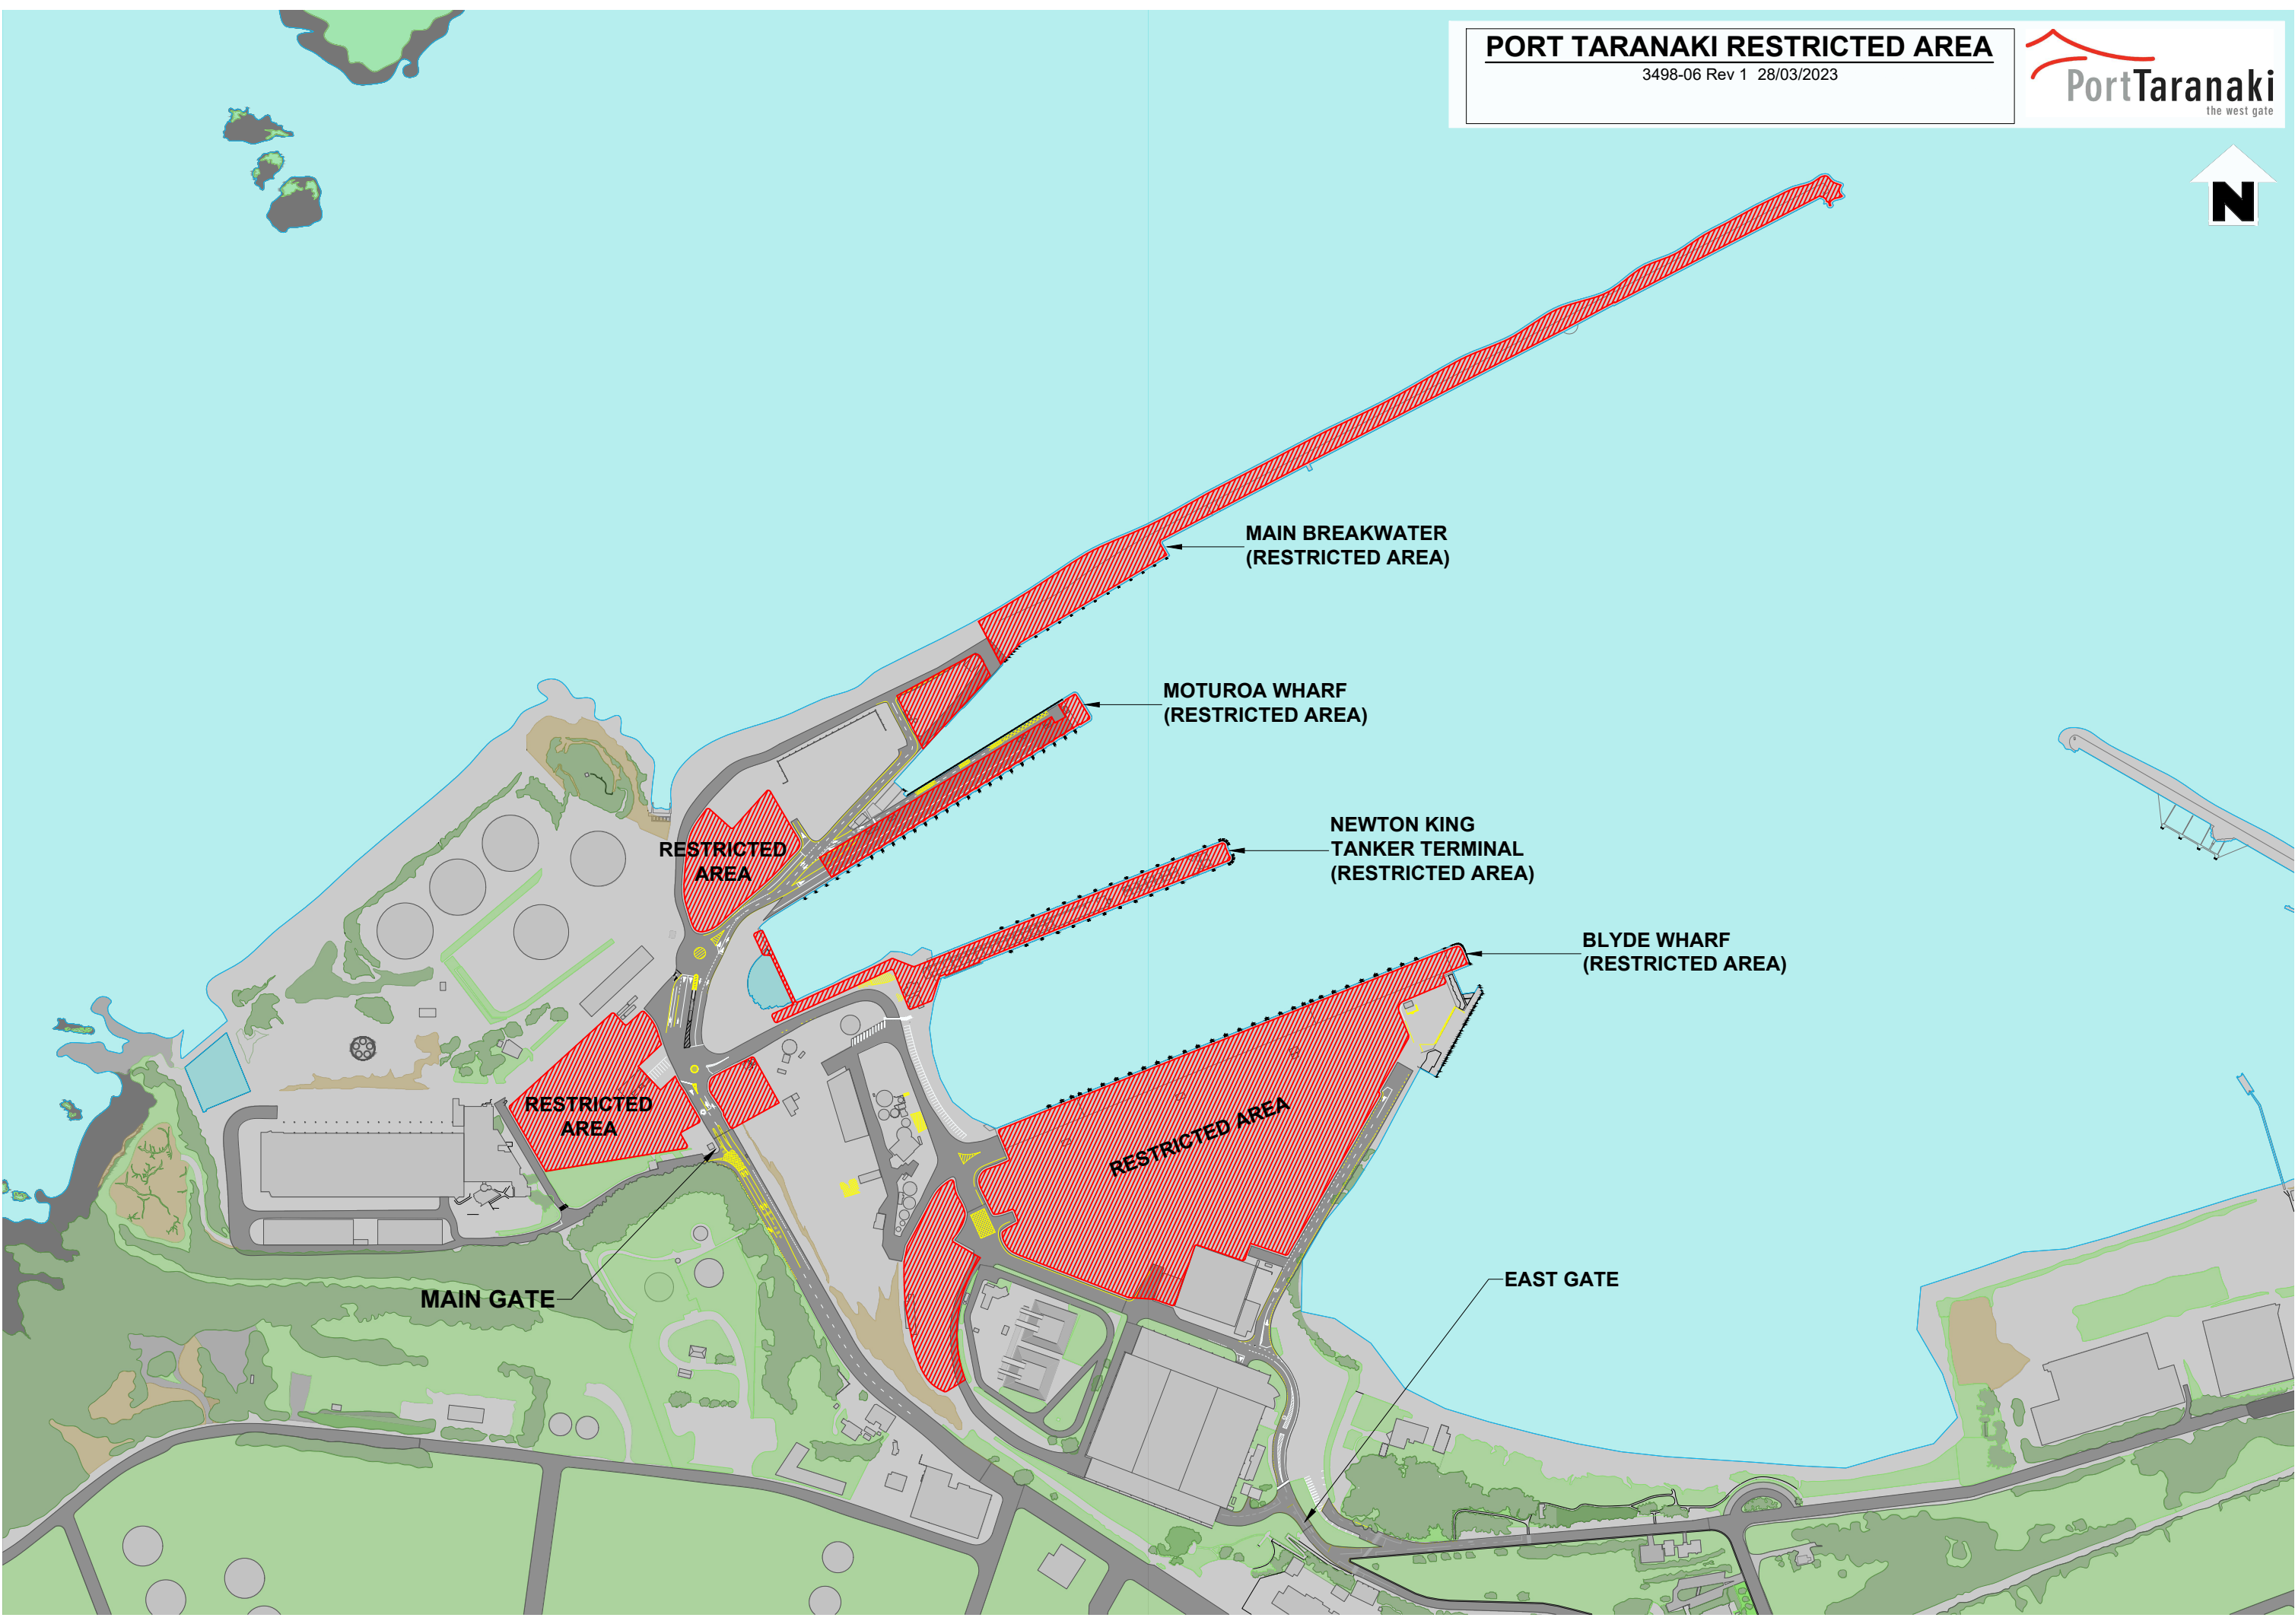 PORT TARANAKI RESTRICTED AREA
3498-06 Rev 1 28/03/2023
PortTaranaki
the west gate
N
MAIN BREAKWATER
(RESTRICTED AREA)
MOTUROA WHARF
(RESTRICTED AREA)
NEWTON KING
TANKER TERMINAL
(RESTRICTED AREA)
RESTRICTED
AREA
BLYDE WHARF
(RESTRICTED AREA)
RESTRICTED
AREA
RESTRICTED AREA
MAIN GATE
EAST GATE